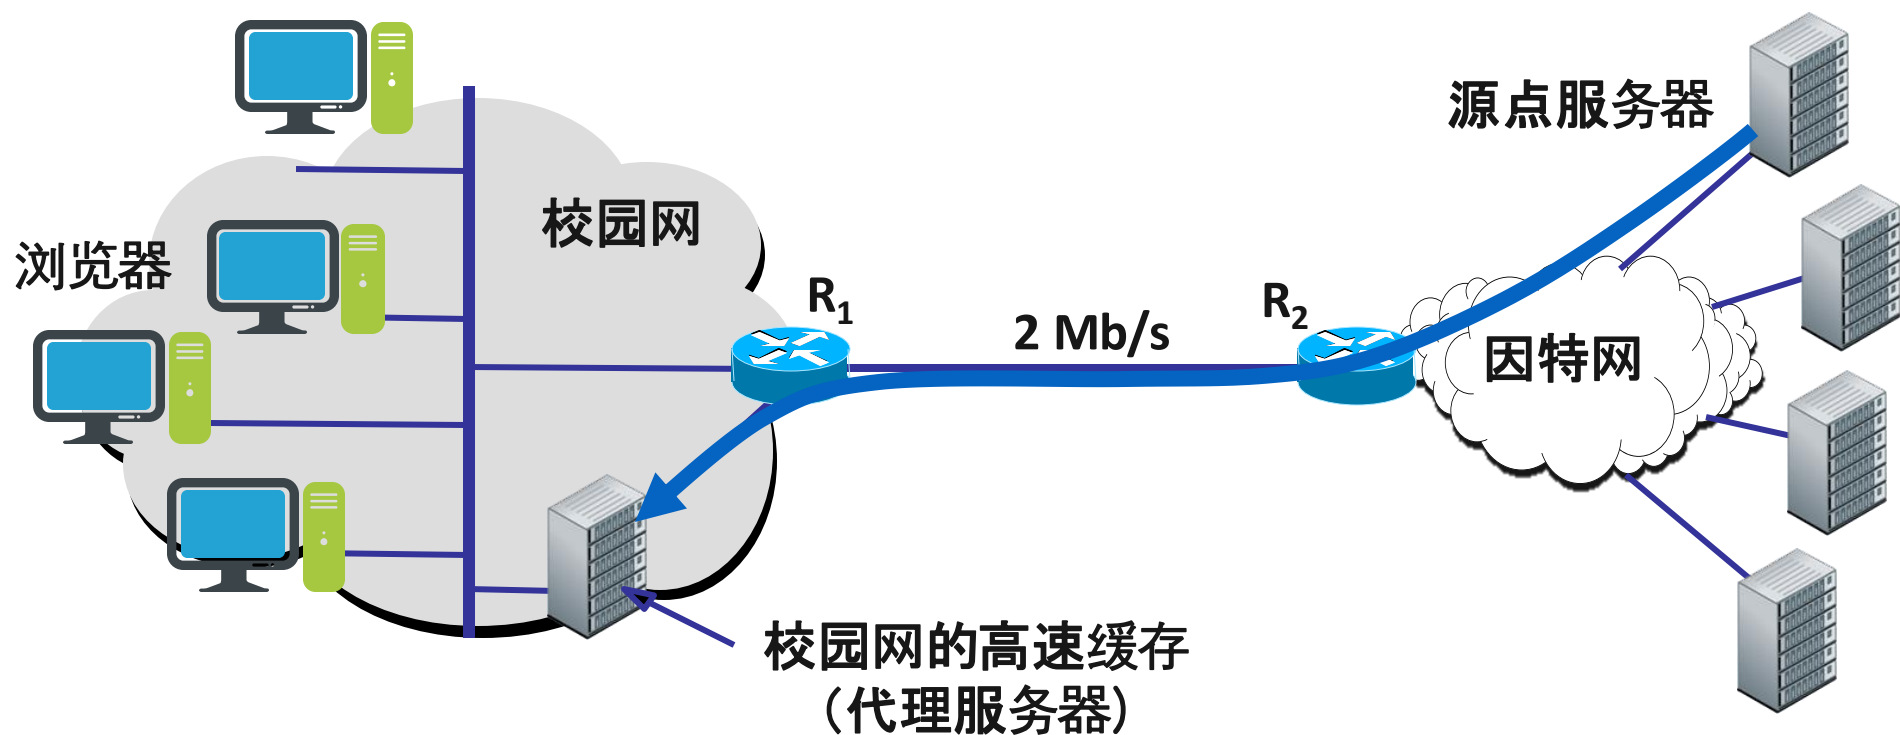 源点服务器
校园网
浏览器
R1
2 Mb/s
R2
因特网
校园网的高速缓存
（代理服务器）